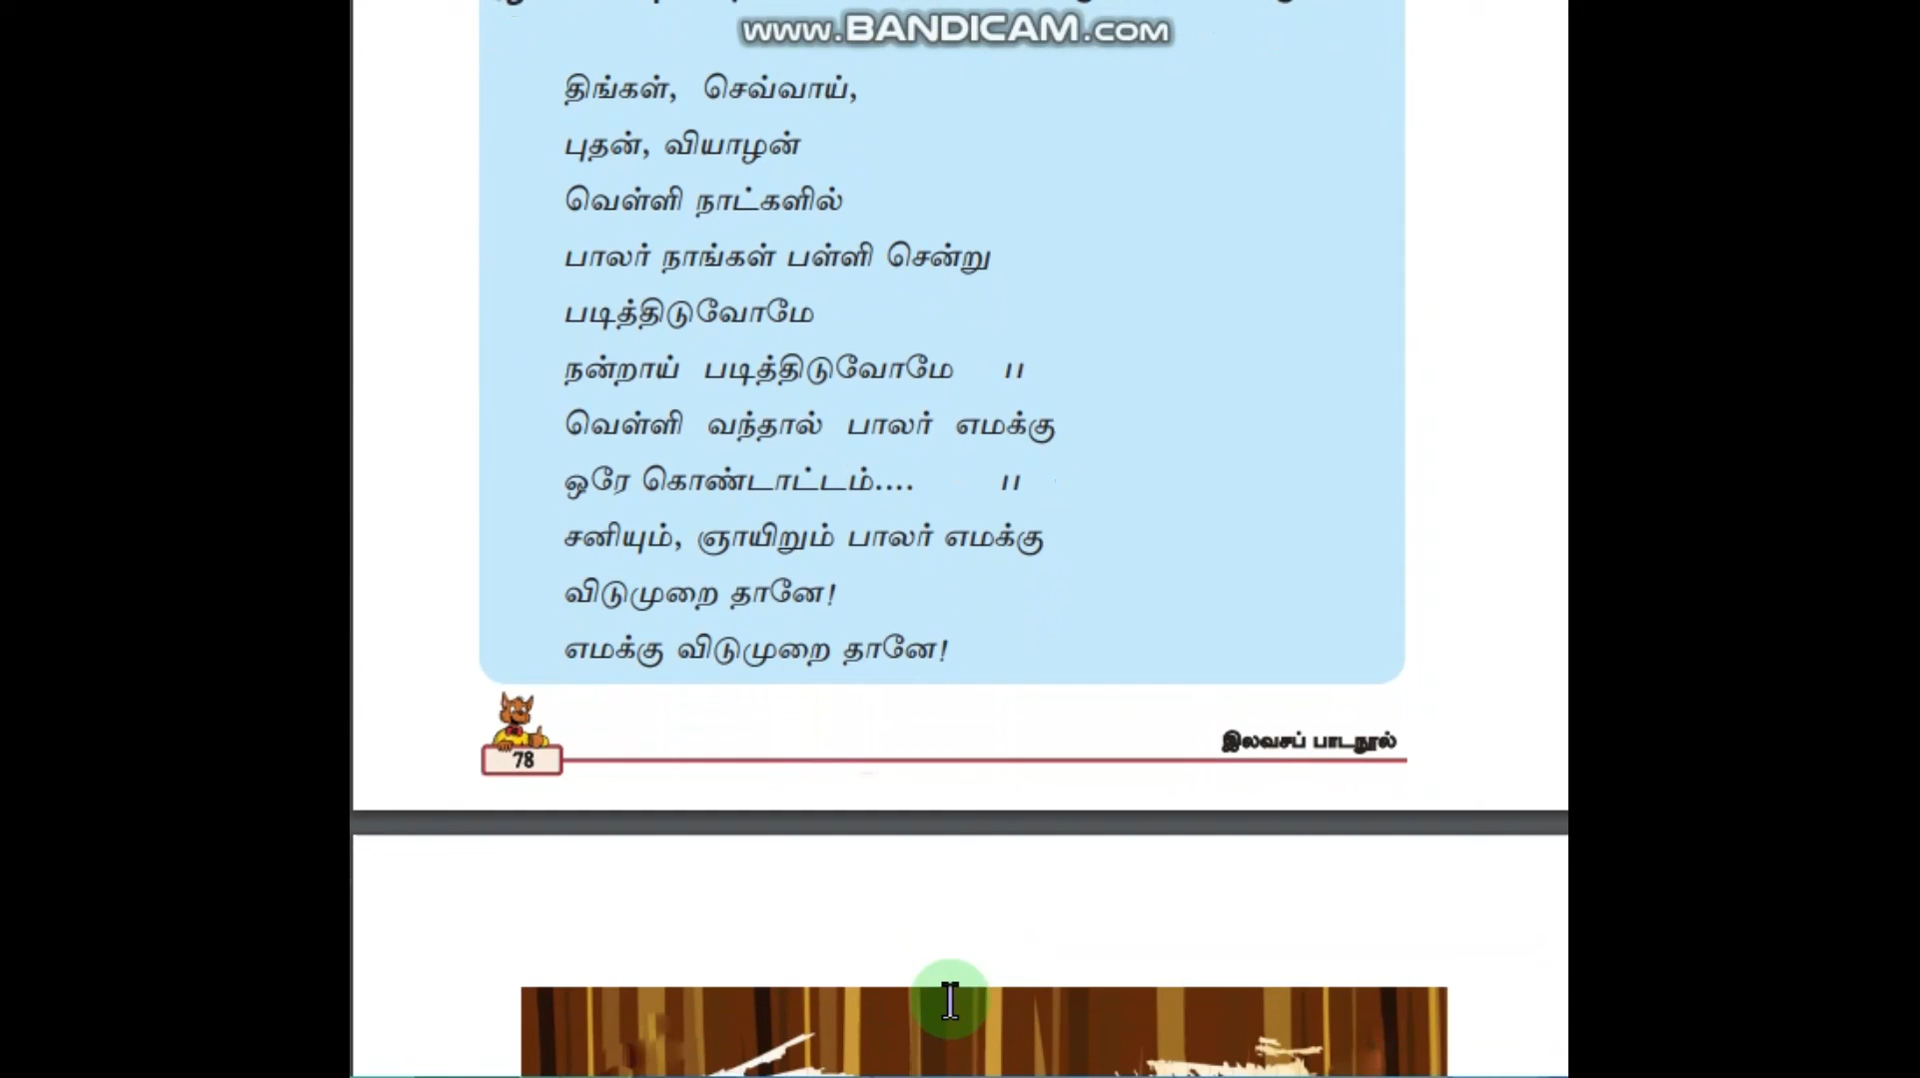 www.BANDICAM.com
திங்கள், செவ்வாய்,
புதன், வியாழன்
வெள்ளி நாட்களில்
பாலர் நாங்கள் பள்ளி சென்று
படித்திடுவோமே
நன்றாய் படித்திடுவோமே ''
வெள்ளி வந்தால் பாலர் எமக்கு
ஒரே கொண்டாட்டம்.... ''
சனியும், ஞாயிறும் பாலர் எமக்கு
விடுமுறை தானே!
எமக்கு விடுமுறை தானே!
இலவசப் பாடநூல்
78